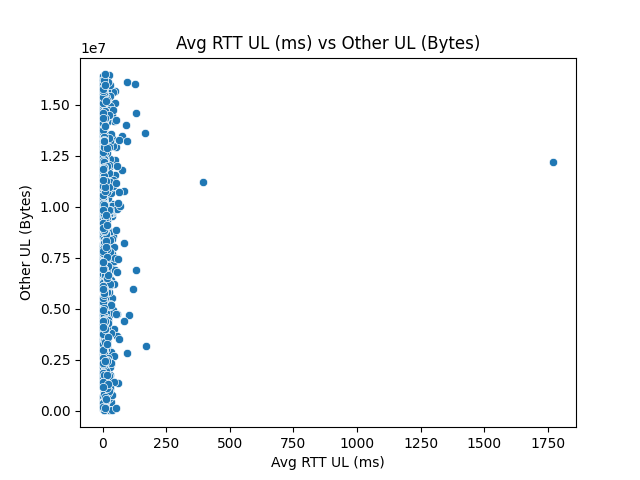 Avg RTT UL (ms) vs Other UL (Bytes)
1e7
1.50
1.25
1.00
0.75
0.50
0.25
0.00
Other UL (Bytes)
0 250 500 750 1000 1250 1500 1750
Avg RTT UL (ms)